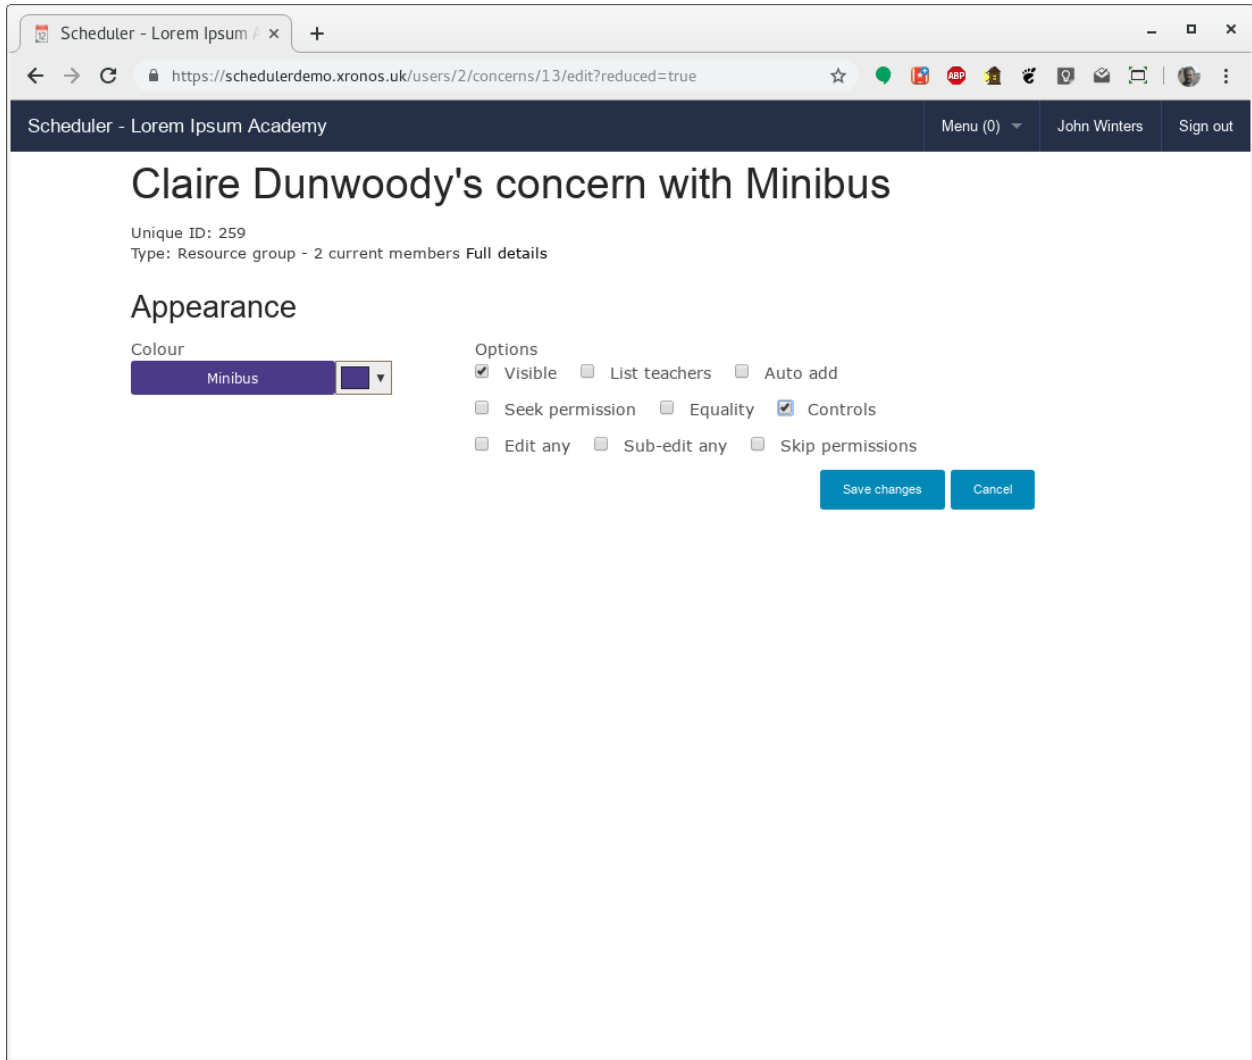 Scheduler - Lorem Ipsum A
https://schedulerdemo.xronos.uk/users/2/concerns/13/edit?reduced=true
ABP
Scheduler - Lorem Ipsum Academy
Menu (0)
John Winters
Sign out
Claire Dunwoody's concern with Minibus
Unique ID: 259
Type: Resource group - 2 current members Full details
Appearance
Colour
Minibus
Options
Visible List teachers Auto add
Seek permission Equality Controls
Edit any Sub-edit any Skip permissions
Save changes Cancel